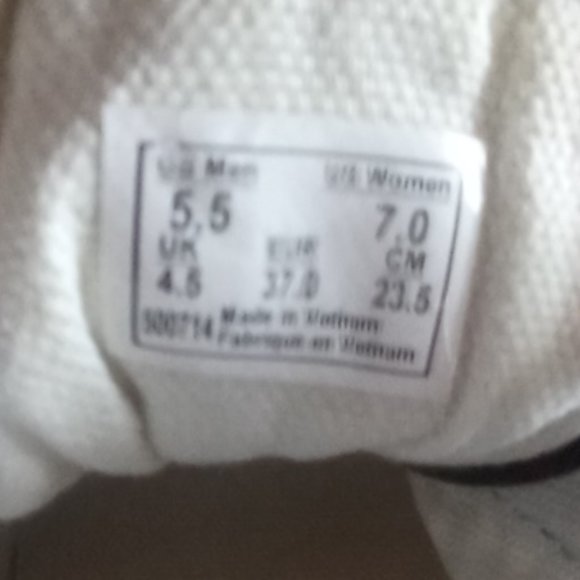 US Men US Women
5.5 7.0
UK EUR CM
4.5 37.0 23.5
Made in Vietnam
500714 Fabriqué en Vietnam